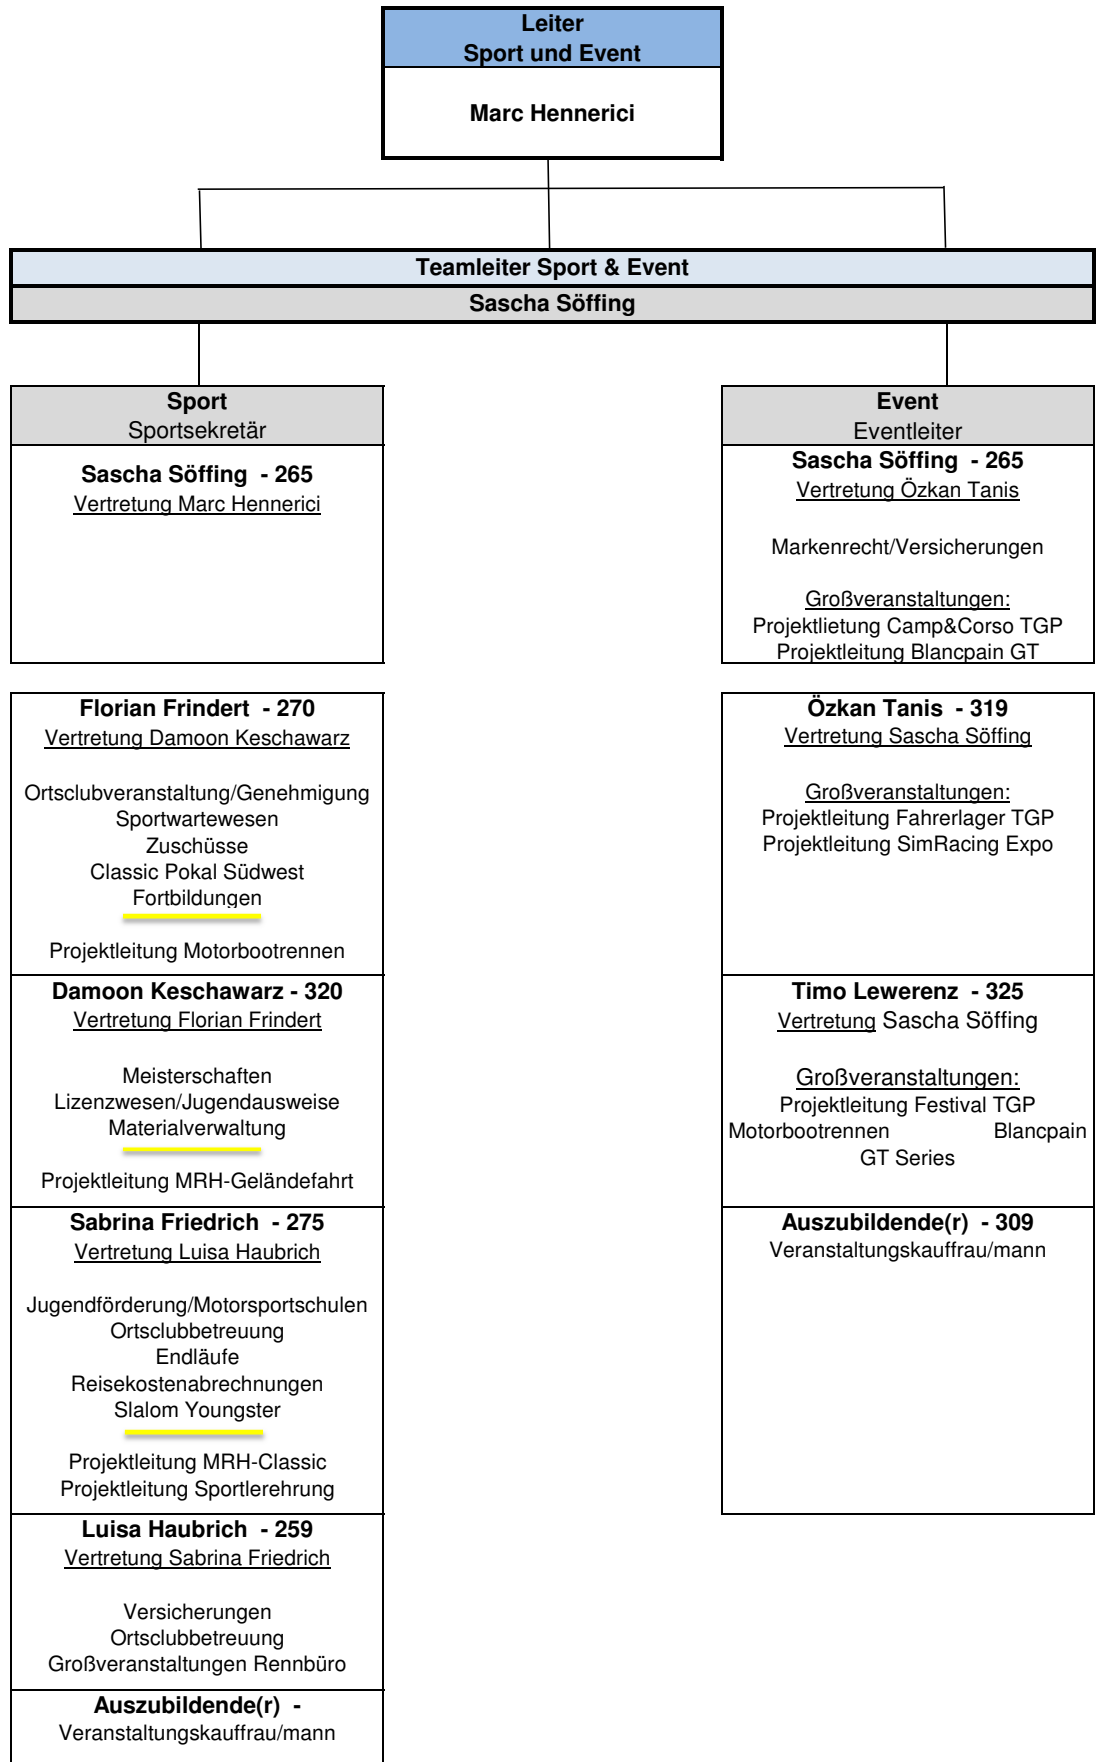 Leiter
Sport und Event
Marc Hennerici
Teamleiter Sport & Event
Sascha Söffing
Sport
Sportsekretär
Sascha Söffing - 265
Vertretung Marc Hennerici
Event
Eventleiter
Sascha Söffing - 265
Vertretung Özkan Tanis
Markenrecht/Versicherungen
Großveranstaltungen:
Projektlietung Camp&Corso TGP
Projektleitung Blancpain GT
Florian Frindert - 270
Vertretung Damoon Keschawarz
Ortsclubveranstaltung/Genehmigung
Sportwartewesen
Zuschüsse
Classic Pokal Südwest
Fortbildungen
Projektleitung Motorbootrennen
Damoon Keschawarz - 320
Vertretung Florian Frindert
Meisterschaften
Lizenzwesen/Jugendausweise
Materialverwaltung
Projektleitung MRH-Geländefahrt
Sabrina Friedrich - 275
Vertretung Luisa Haubrich
Jugendförderung/Motorsportschulen
Ortsclubbetreuung
Endläufe
Reisekostenabrechnungen
Slalom Youngster
Projektleitung MRH-Classic
Projektleitung Sportlerehrung
Luisa Haubrich - 259
Vertretung Sabrina Friedrich
Versicherungen
Ortsclubbetreuung
Großveranstaltungen Rennbüro
Auszubildende(r) -
Veranstaltungskauffrau/mann
Özkan Tanis - 319
Vertretung Sascha Söffing
Großveranstaltungen:
Projektleitung Fahrerlager TGP
Projektleitung SimRacing Expo
Timo Lewerenz - 325
Vertretung Sascha Söffing
Großveranstaltungen:
Projektleitung Festival TGP
Motorbootrennen Blancpain
GT Series
Auszubildende(r) - 309
Veranstaltungskauffrau/mann